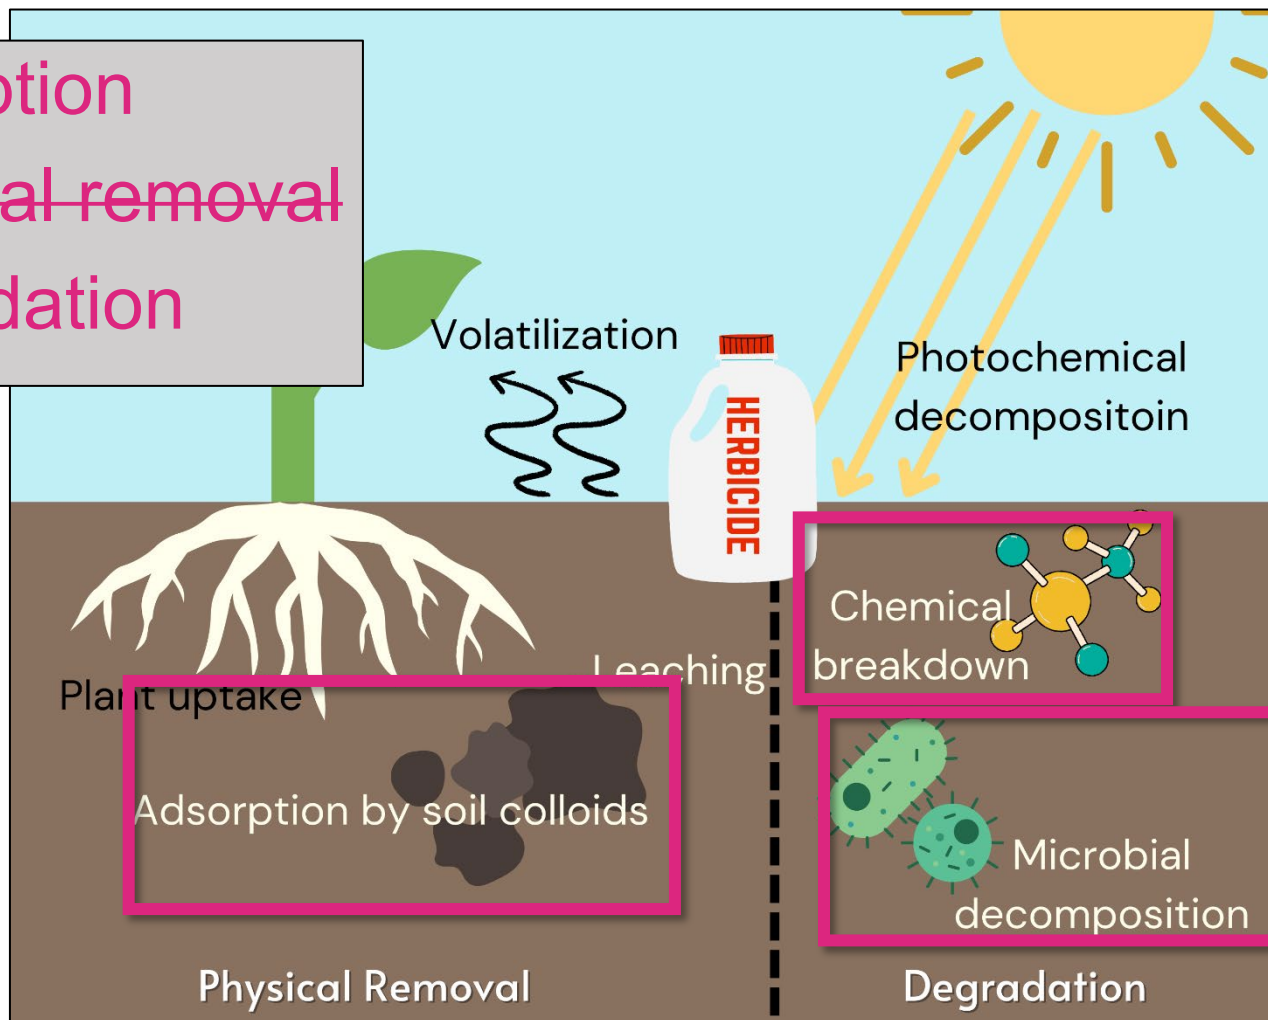 ption
al removal
dation
Volatilization
Photochemical
decompositoin
HERBICIDE
Chemical
breakdown
Leaching
Plant uptake
Adsorption by soil colloids
Microbial
decomposition
Physical Removal
Degradation